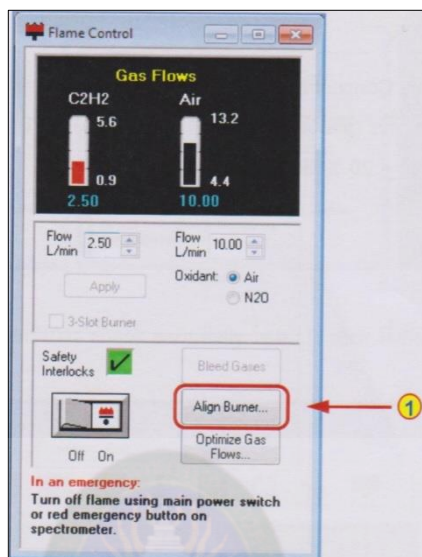 Flame Control
Gas Flows
C2H2 Air
5.6 13.2
0.9 4.4
2.50 10.00
Flow L/min 2.50 Flow L/min 10.00
Apply Oxidant: Air
N2O
3-Slot Burner
Safety Interlocks Bleed Gases
Align Burner... 1
Off On Optimize Gas Flows...
In an emergency:
Turn off flame using main power switch
or red emergency button on
spectrometer.